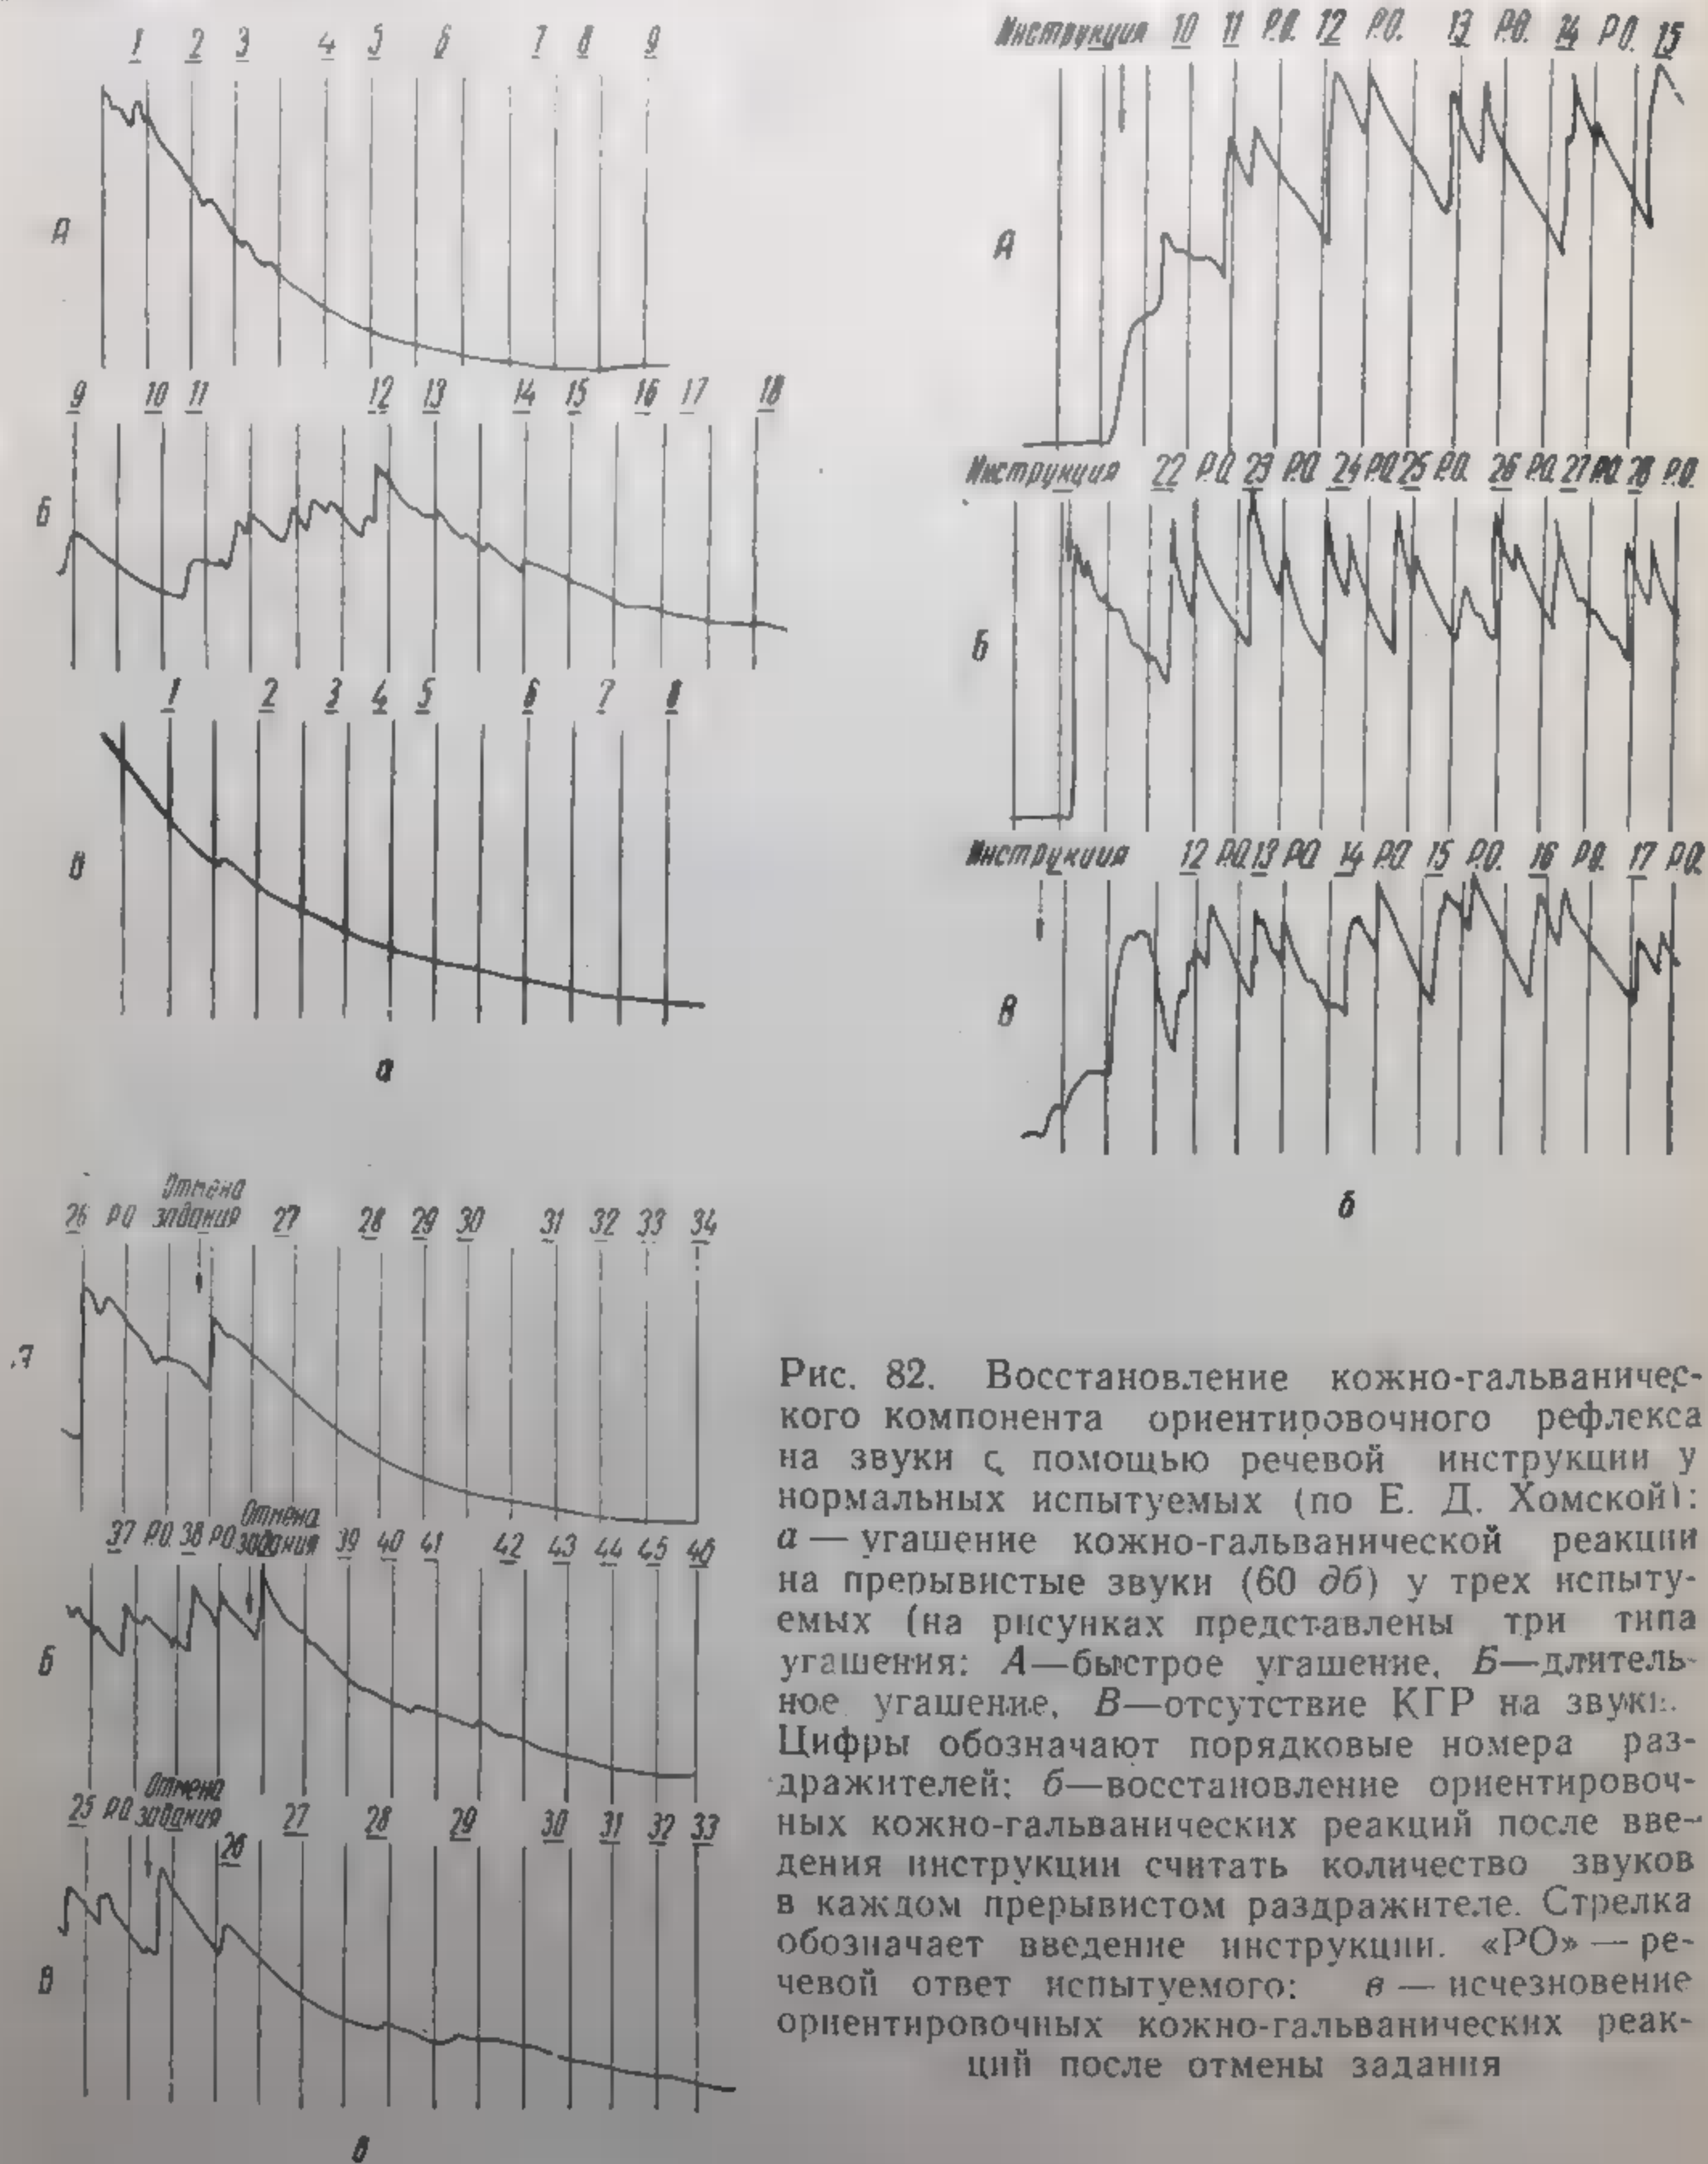 1 2 3 4 5 6 7 8 9
А
9 10 11 12 13 14 15 16 17 18
Б
1 2 3 4 5 6 7 8
В
а
Инструкция 10 11 Р.О. 12 Р.О. 13 Р.О. 14 Р.О. 15
А
Инструкция 22 Р.О. 23 Р.О. 24 Р.О. 25 Р.О. 26 Р.О. 27 Р.О. 28 Р.О.
Б
Инструкция 12 Р.О. 13 Р.О. 14 Р.О. 15 Р.О. 16 Р.О. 17 Р.О.
В
б
Отмена
26 Р.О. задания 27 28 29 30 31 32 33 34
Отмена
37 Р.О. 38 Р.О. задания 39 40 41 42 43 44 45 46
Б
Отмена
25 Р.О. задания 27 28 29 30 31 32 33
26
В
в
Рис. 82. Восстановление кожно-гальваничес-
кого компонента ориентировочного рефлекса
на звуки с помощью речевой инструкции у
нормальных испытуемых (по Е. Д. Хомской):
а — угашение кожно-гальванической реакции
на прерывистые звуки (60 дб) у трех испыту-
емых (на рисунках представлены три типа
угашения: А—быстрое угашение, Б—длитель-
ное угашение, В—отсутствие КГР на звуки.
Цифры обозначают порядковые номера раз-
дражителей; б—восстановление ориентировоч-
ных кожно-гальванических реакций после вве-
дения инструкции считать количество звуков
в каждом прерывистом раздражителе. Стрелка
обозначает введение инструкции. «РО» — ре-
чевой ответ испытуемого; в — исчезновение
ориентировочных кожно-гальванических реак-
ций после отмены задания